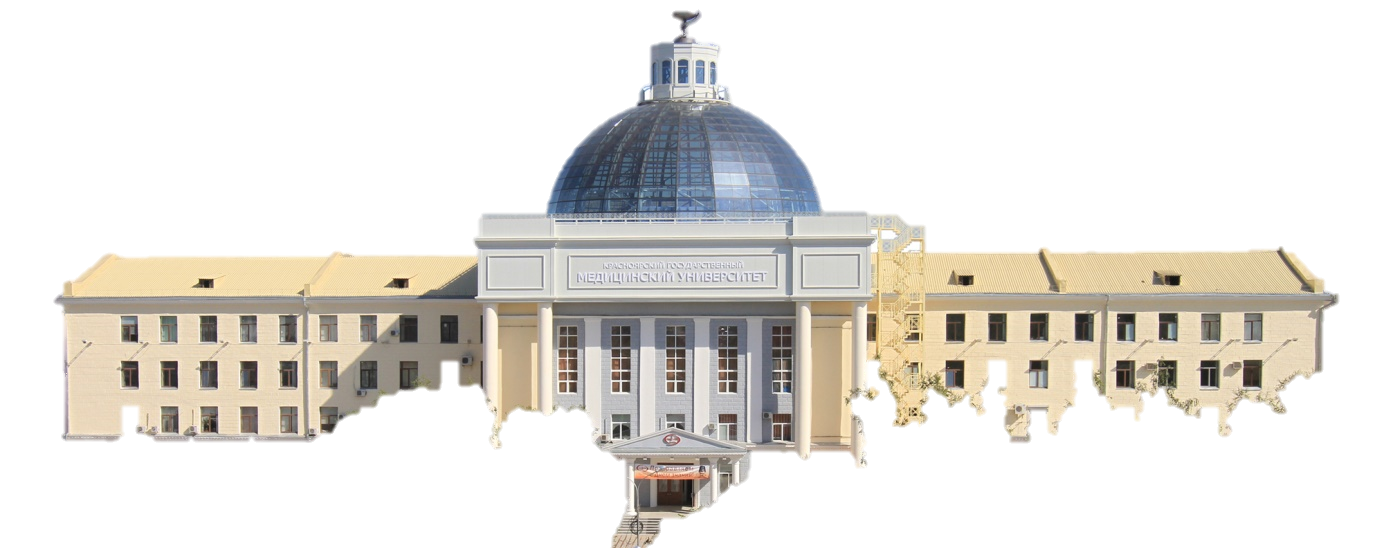 КРАСНОЯРСКИЙ ГОСУДАРСТВЕННЫЙ
МЕДИЦИНСКИЙ УНИВЕРСИТЕТ